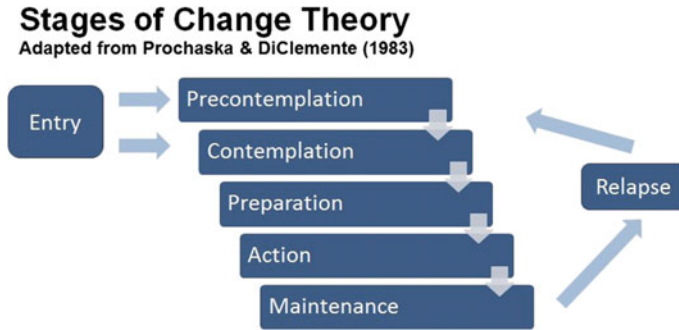 Stages of Change Theory
Adapted from Prochaska & DiClemente (1983)
Entry
Precontemplation
Contemplation
Preparation
Action
Maintenance
Relapse